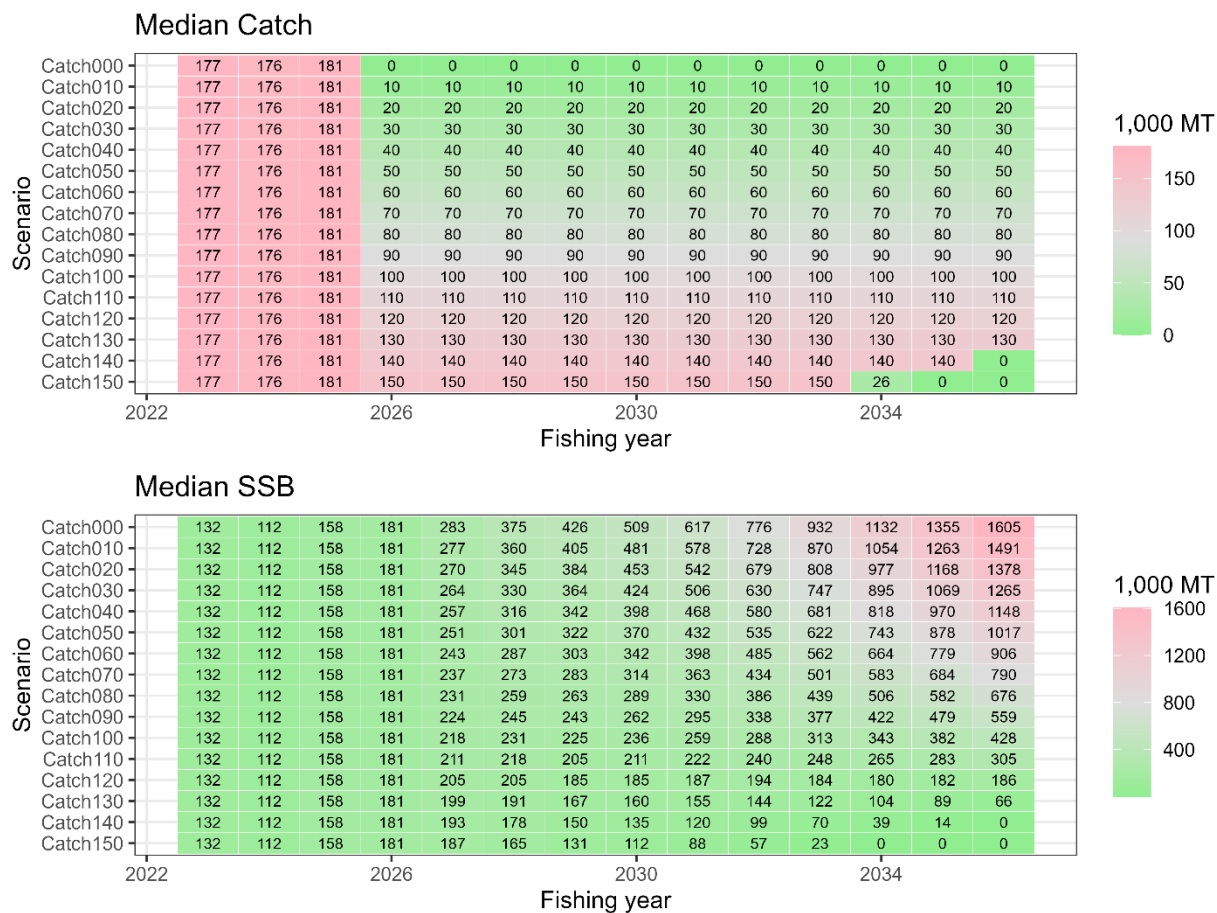 Median Catch
Catch000 177 176 181 0 0 0 0 0 0 0 0 0 0 0
Catch010 177 176 181 10 10 10 10 10 10 10 10 10 10 10
Catch020 177 176 181 20 20 20 20 20 20 20 20 20 20 20
Catch030 177 176 181 30 30 30 30 30 30 30 30 30 30 30
Catch040 177 176 181 40 40 40 40 40 40 40 40 40 40 40
Catch050 177 176 181 50 50 50 50 50 50 50 50 50 50 50
Catch060 177 176 181 60 60 60 60 60 60 60 60 60 60 60
Catch070 177 176 181 70 70 70 70 70 70 70 70 70 70 70
Catch080 177 176 181 80 80 80 80 80 80 80 80 80 80 80
Catch090 177 176 181 90 90 90 90 90 90 90 90 90 90 90
Catch100 177 176 181 100 100 100 100 100 100 100 100 100 100 100
Catch110 177 176 181 110 110 110 110 110 110 110 110 110 110 110
Catch120 177 176 181 120 120 120 120 120 120 120 120 120 120 120
Catch130 177 176 181 130 130 130 130 130 130 130 130 130 130 130
Catch140 177 176 181 140 140 140 140 140 140 140 140 140 140 0
Catch150 177 176 181 150 150 150 150 150 150 150 150 26 0 0
2022 2026 2030 2034
Fishing year
Scenario
1,000 MT
150
100
50
0
Median SSB
Catch000 132 112 158 181 283 375 426 509 617 776 932 1132 1355 1605
Catch010 132 112 158 181 277 360 405 481 578 728 870 1054 1263 1491
Catch020 132 112 158 181 270 345 384 453 542 679 808 977 1168 1378
Catch030 132 112 158 181 264 330 364 424 506 630 747 895 1069 1265
Catch040 132 112 158 181 257 316 342 398 468 580 681 818 970 1148
Catch050 132 112 158 181 251 301 322 370 432 535 622 743 878 1017
Catch060 132 112 158 181 243 287 303 342 398 485 562 664 779 906
Catch070 132 112 158 181 237 273 283 314 363 434 501 583 684 790
Catch080 132 112 158 181 231 259 263 289 330 386 439 506 582 676
Catch090 132 112 158 181 224 245 243 262 295 338 377 422 479 559
Catch100 132 112 158 181 218 231 225 236 259 288 313 343 382 428
Catch110 132 112 158 181 211 218 205 211 222 240 248 265 283 305
Catch120 132 112 158 181 205 205 185 185 187 194 184 180 182 186
Catch130 132 112 158 181 199 191 167 160 155 144 122 104 89 66
Catch140 132 112 158 181 193 178 150 135 120 99 70 39 14 0
Catch150 132 112 158 181 187 165 131 112 88 57 23 0 0 0
2022 2026 2030 2034
Fishing year
Scenario
1,000 MT
1600
1200
800
400